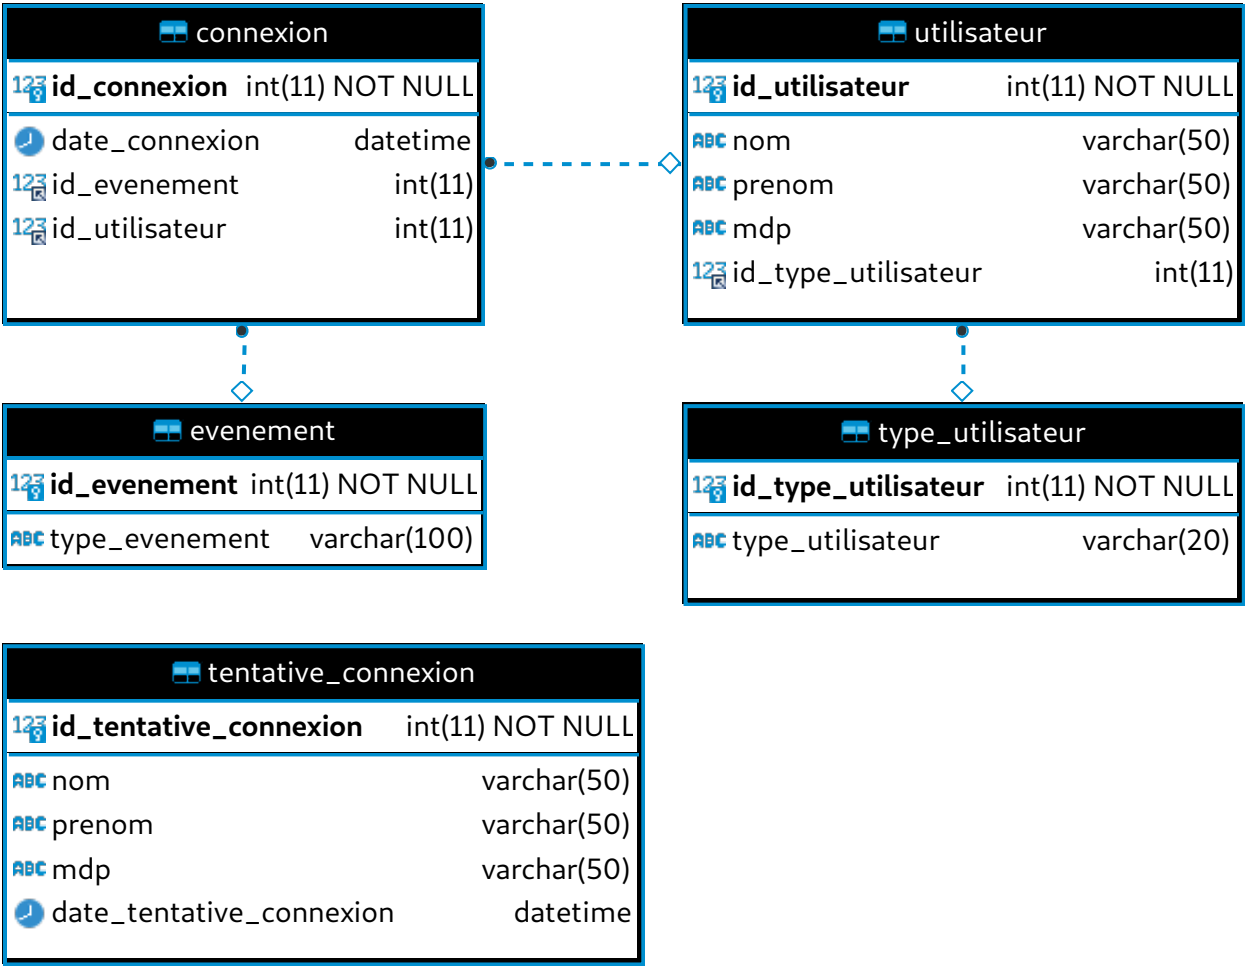 connexion
id_connexion int(11) NOT NULL
date_connexion datetime
id_evenement int(11)
id_utilisateur int(11)
utilisateur
id_utilisateur int(11) NOT NULL
nom varchar(50)
prenom varchar(50)
mdp varchar(50)
id_type_utilisateur int(11)
evenement
id_evenement int(11) NOT NULL
type_evenement varchar(100)
type_utilisateur
id_type_utilisateur int(11) NOT NULL
type_utilisateur varchar(20)
tentative_connexion
id_tentative_connexion int(11) NOT NULL
nom varchar(50)
prenom varchar(50)
mdp varchar(50)
date_tentative_connexion datetime